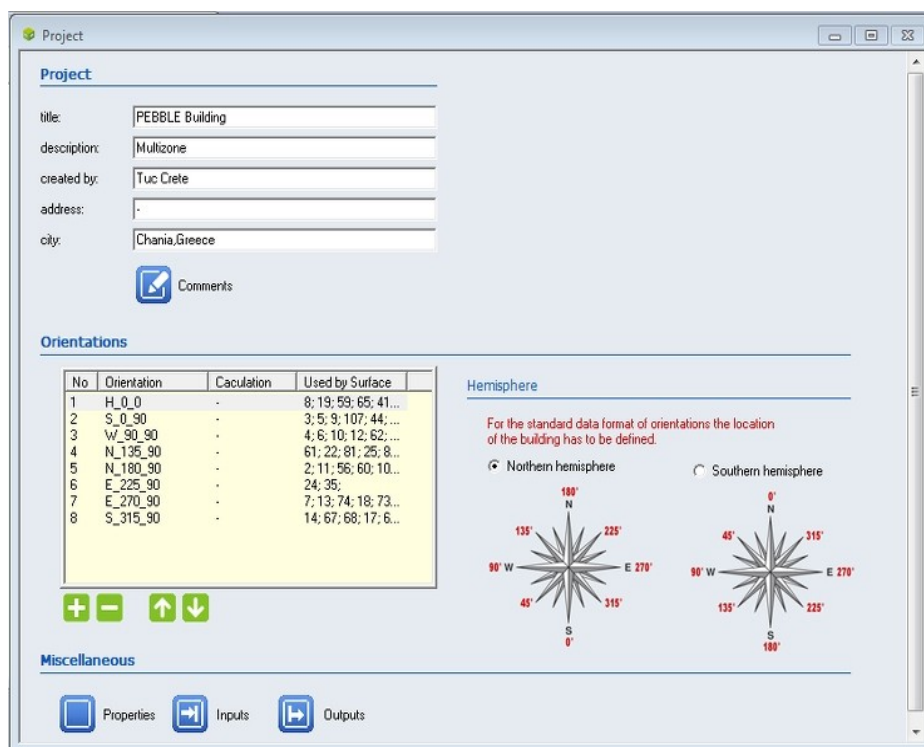 Project
Project
title: PEBBLE Building
description: Multizone
created by: Tuc Crete
address: -
city: Chania,Greece
Comments
Orientations
No Orientation Caculation Used by Surface
1 H_0_0 - 8; 19; 59; 65; 41...
2 S_0_90 - 3; 5; 9; 107; 44; ...
3 W_90_90 - 4; 6; 10; 12; 62; ...
4 N_135_90 - 61; 22; 81; 25; 8...
5 N_180_90 - 2; 11; 56; 60; 10...
6 E_225_90 - 24; 35;
7 E_270_90 - 7; 13; 74; 18; 73...
8 S_315_90 - 14; 67; 68; 17; 6...
Hemisphere
For the standard data format of orientations the location
of the building has to be defined.
Northern hemisphere
180°
N
135° 225°
90° W E 270°
45° 315°
S
0°
Southern hemisphere
0°
N
45° 315°
90° W E 270°
135° 225°
S
180°
Miscellaneous
Properties Inputs Outputs